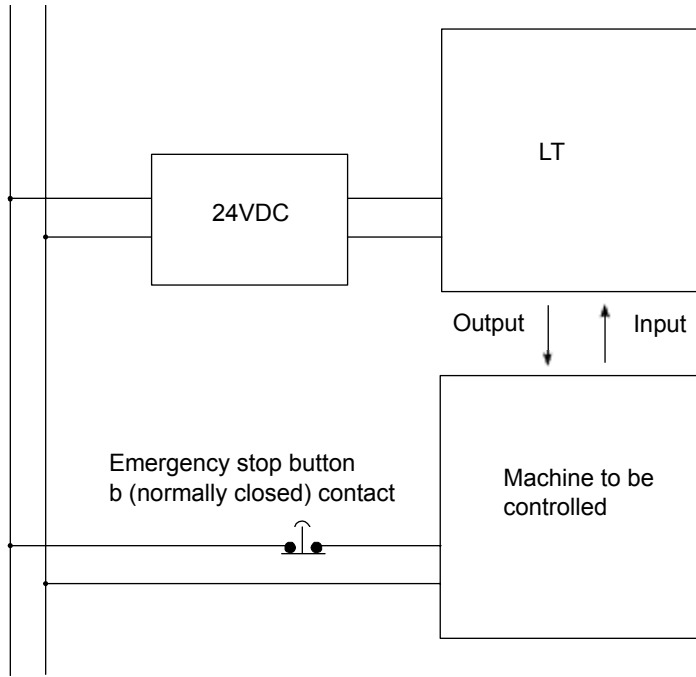 LT
24VDC
Output
Input
Emergency stop button
b (normally closed) contact
Machine to be
controlled